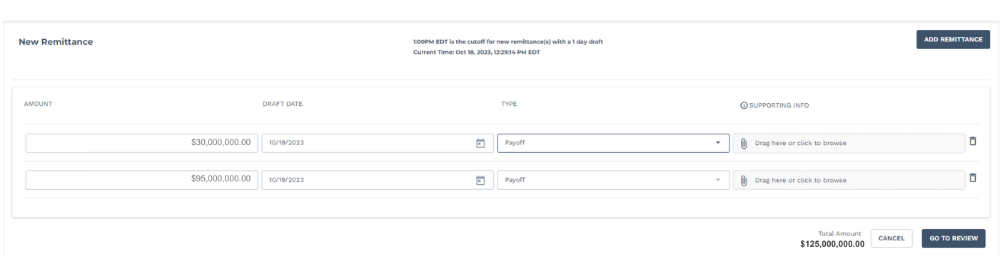 New Remittance
1:00PM EDT is the cutoff for new remittance(s) with a 1 day draft
Current Time: Oct 18, 2023, 12:29:14 PM EDT
ADD REMITTANCE
AMOUNT
DRAFT DATE
TYPE
SUPPORTING INFO
$30,000,000.00
10/19/2023
Payoff
Drag here or click to browse
$95,000,000.00
10/19/2023
Payoff
Drag here or click to browse
Total Amount
$125,000,000.00
CANCEL
GO TO REVIEW